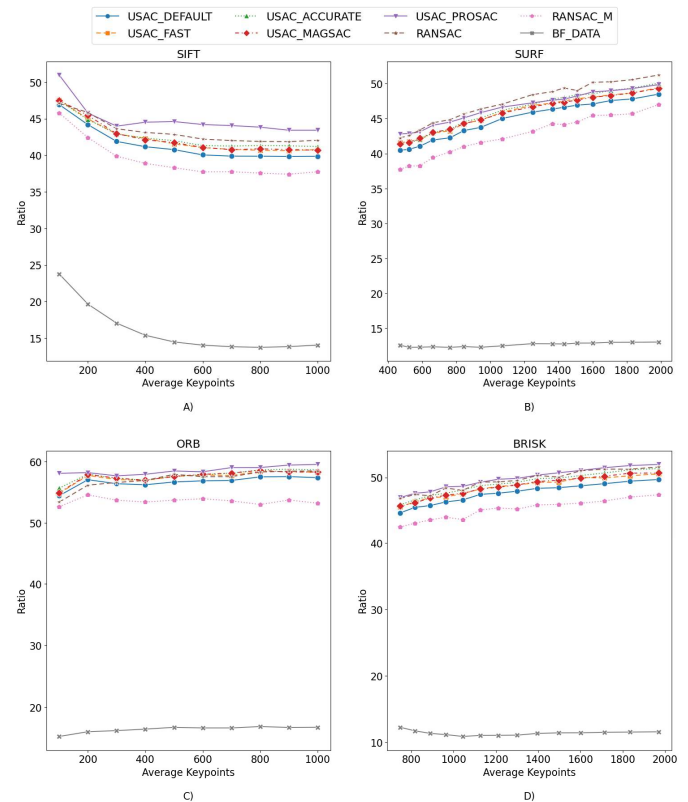 USAC_DEFAULT USAC_ACCURATE USAC_PROSAC RANSAC_M
USAC_FAST USAC_MAGSAC RANSAC BF_DATA
SIFT
50
45
40
35
30
25
20
15
Ratio
200 400 600 800 1000
Average Keypoints
A)
SURF
50
45
40
35
30
25
20
15
Ratio
400 600 800 1000 1200 1400 1600 1800 2000
Average Keypoints
B)
ORB
60
50
40
30
20
Ratio
200 400 600 800 1000
Average Keypoints
C)
BRISK
50
40
30
20
10
Ratio
800 1000 1200 1400 1600 1800 2000
Average Keypoints
D)